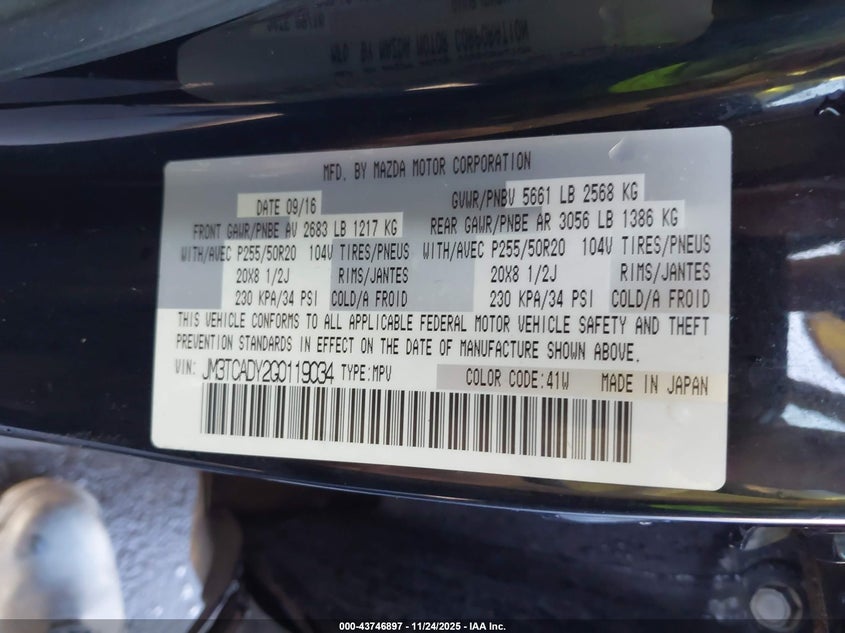 MFD. BY MAZDA MOTOR CORPORATION
DATE 09/16 GVWR/PNBV 5661 LB 2568 KG
FRONT GAWR/PNBE AV 2683 LB 1217 KG REAR GAWR/PNBE AR 3056 LB 1386 KG
WITH/AVEC P255/50R20 104V TIRES/PNEUS WITH/AVEC P255/50R20 104V TIRES/PNEUS
20X8 1/2J RIMS/JANTES 20X8 1/2J RIMS/JANTES
230 KPA/34 PSI COLD/A FROID 230 KPA/34 PSI COLD/A FROID
THIS VEHICLE CONFORMS TO ALL APPLICABLE FEDERAL MOTOR VEHICLE SAFETY AND THEFT
PREVENTION STANDARDS IN EFFECT ON THE DATE OF MANUFACTURE SHOWN ABOVE.
VIN: JM3TCADY2G0119034 TYPE:MPV COLOR CODE:41W MADE IN JAPAN
000-43746897 - 11/24/2025 - IAA Inc.